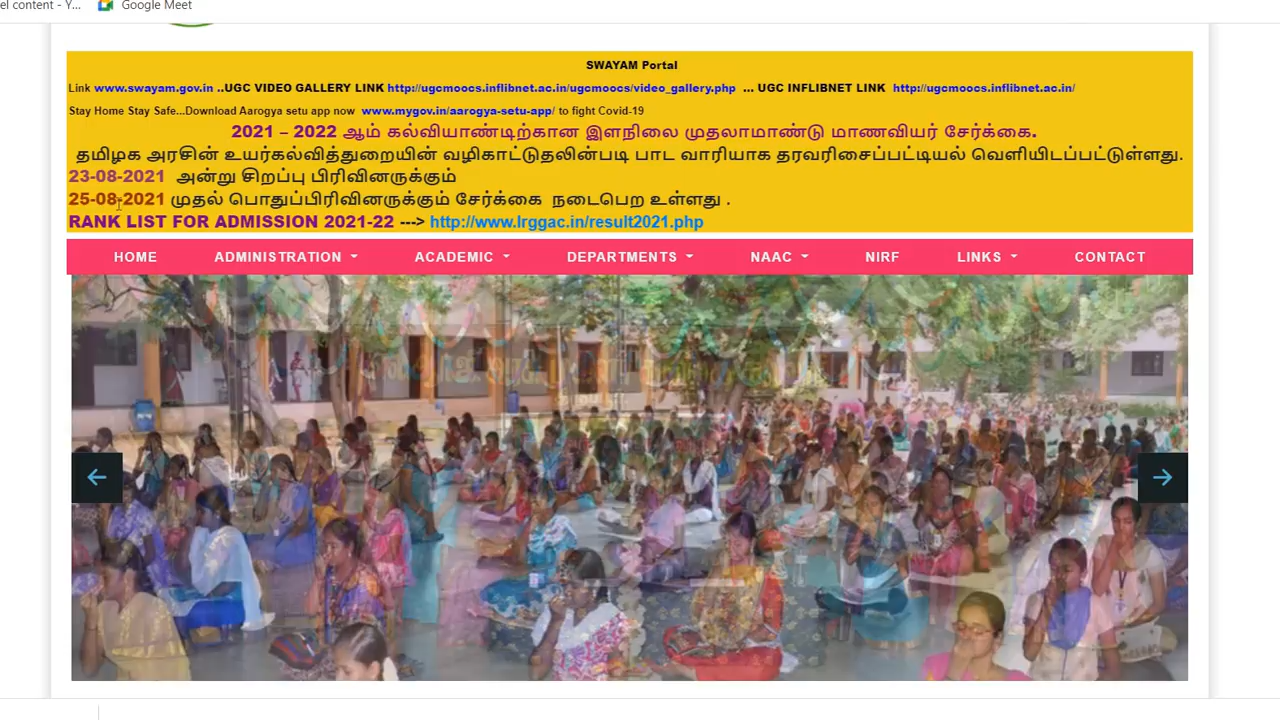 el content - Y... Google Meet
SWAYAM Portal
Link www.swayam.gov.in ..UGC VIDEO GALLERY LINK http://ugcmoocs.inflibnet.ac.in/ugcmoocs/video_gallery.php ... UGC INFLIBNET LINK http://ugcmoocs.inflibnet.ac.in/
Stay Home Stay Safe...Download Aarogya setu app now www.mygov.in/aarogya-setu-app/ to fight Covid-19
2021 – 2022 ஆம் கல்வியாண்டிற்கான இளநிலை முதலாமாண்டு மாணவியர் சேர்க்கை.
தமிழக அரசின் உயர்கல்வித்துறையின் வழிகாட்டுதலின்படி பாட வாரியாக தரவரிசைப்பட்டியல் வெளியிடப்பட்டுள்ளது.
23-08-2021 அன்று சிறப்பு பிரிவினருக்கும்
25-08-2021 முதல் பொதுப்பிரிவினருக்கும் சேர்க்கை நடைபெற உள்ளது .
RANK LIST FOR ADMISSION 2021-22 ---> http://www.lrggac.in/result2021.php
HOME ADMINISTRATION ACADEMIC DEPARTMENTS NAAC NIRF LINKS CONTACT